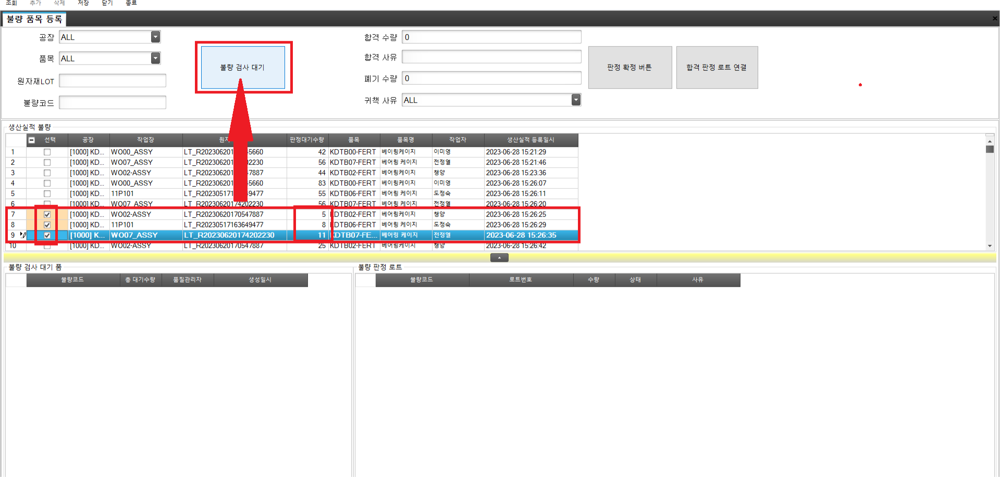 조회 추가 삭제 저장 닫기 종료
불량 품목 등록
공장 ALL
품목 ALL
원자재LOT
불량코드
불량 검사 대기
합격 수량 0
합격 사유
폐기 수량 0
귀책 사유 ALL
판정 확정 버튼
합격 판정 로트 연결
생산실적 불량
선택 공장 작업장 원자 판정대기수량 품목 품목명 작업자 생산실적 등록일시
1 [1000] KD... WO00_ASSY LT_R202306201 5660 42 KDTB00-FERT 베이링케이지 이미영 2023-06-28 15:21:29
2 [1000] KD... WO07_ASSY LT_R202306201 02230 56 KDTB07-FERT 베어링 케이지 전정열 2023-06-28 15:21:46
3 [1000] KD... WO02-ASSY LT_R202306201 7887 44 KDTB02-FERT 베어링케이지 챙양 2023-06-28 15:23:36
4 [1000] KD... WO00_ASSY LT_R202306201 5660 83 KDTB00-FERT 베이링케이지 이미영 2023-06-28 15:26:07
5 [1000] KD... 11P101 LT_R202305171 49477 55 KDTB06-FERT 베어링케이지 도정숙 2023-06-28 15:26:11
6 [1000] KD... WO07_ASSY LT_R20230620174202230 56 KDTB07-FERT 베어링 케이지 전정열 2023-06-28 15:26:20
7 [1000] KD... WO02-ASSY LT_R20230620170547887 5 KDTB02-FERT 베어링케이지 챙양 2023-06-28 15:26:25
8 [1000] KD... 11P101 LT_R20230517163649477 8 KDTB06-FERT 베어링케이지 도정숙 2023-06-28 15:26:29
9 [1000] K... WO07_ASSY LT_R20230620174202230 11 KDTB07-FE... 베어링 케이지 전정열 2023-06-28 15:26:35
10 [1000] KD... WO02-ASSY LT_R20230620170547887 25 KDTB02-FERT 베어링케이지 챙양 2023-06-28 15:26:42
불량 검사 대기 품
불량코드 총 대기수량 품질관리자 생성일시
불량 판정 로트
불량코드 로트번호 수량 상태 사유